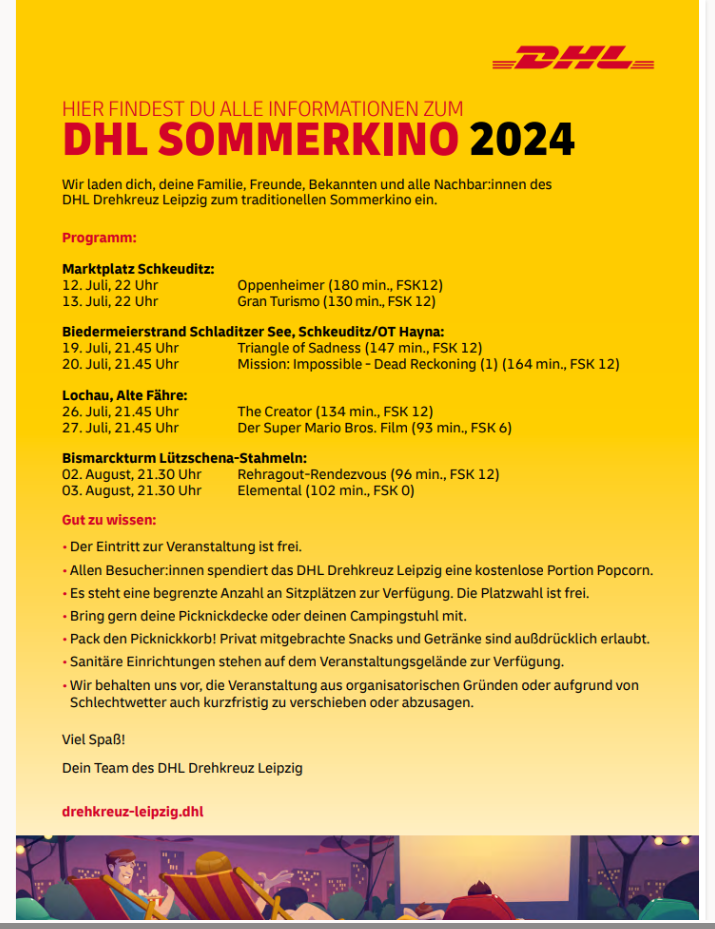 DHL
HIER FINDEST DU ALLE INFORMATIONEN ZUM
DHL SOMMERKINO 2024
Wir laden dich, deine Familie, Freunde, Bekannten und alle Nachbar:innen des
DHL Drehkreuz Leipzig zum traditionellen Sommerkino ein.
Programm:
Marktplatz Schkeuditz:
12. Juli, 22 Uhr Oppenheimer (180 min., FSK12)
13. Juli, 22 Uhr Gran Turismo (130 min., FSK 12)
Biedermeierstrand Schladitzer See, Schkeuditz/OT Hayna:
19. Juli, 21.45 Uhr Triangle of Sadness (147 min., FSK 12)
20. Juli, 21.45 Uhr Mission: Impossible - Dead Reckoning (1) (164 min., FSK 12)
Lochau, Alte Fähre:
26. Juli, 21.45 Uhr The Creator (134 min., FSK 12)
27. Juli, 21.45 Uhr Der Super Mario Bros. Film (93 min., FSK 6)
Bismarckturm Lützschena-Stahmeln:
02. August, 21.30 Uhr Rehragout-Rendezvous (96 min., FSK 12)
03. August, 21.30 Uhr Elemental (102 min., FSK 0)
Gut zu wissen:
• Der Eintritt zur Veranstaltung ist frei.
• Allen Besucher:innen spendiert das DHL Drehkreuz Leipzig eine kostenlose Portion Popcorn.
• Es steht eine begrenzte Anzahl an Sitzplätzen zur Verfügung. Die Platzwahl ist frei.
• Bring gern deine Picknickdecke oder deinen Campingstuhl mit.
• Pack den Picknickkorb! Privat mitgebrachte Snacks und Getränke sind außdrücklich erlaubt.
• Sanitäre Einrichtungen stehen auf dem Veranstaltungsgelände zur Verfügung.
• Wir behalten uns vor, die Veranstaltung aus organisatorischen Gründen oder aufgrund von
Schlechtwetter auch kurzfristig zu verschieben oder abzusagen.
Viel Spaß!
Dein Team des DHL Drehkreuz Leipzig
drehkreuz-leipzig.dhl